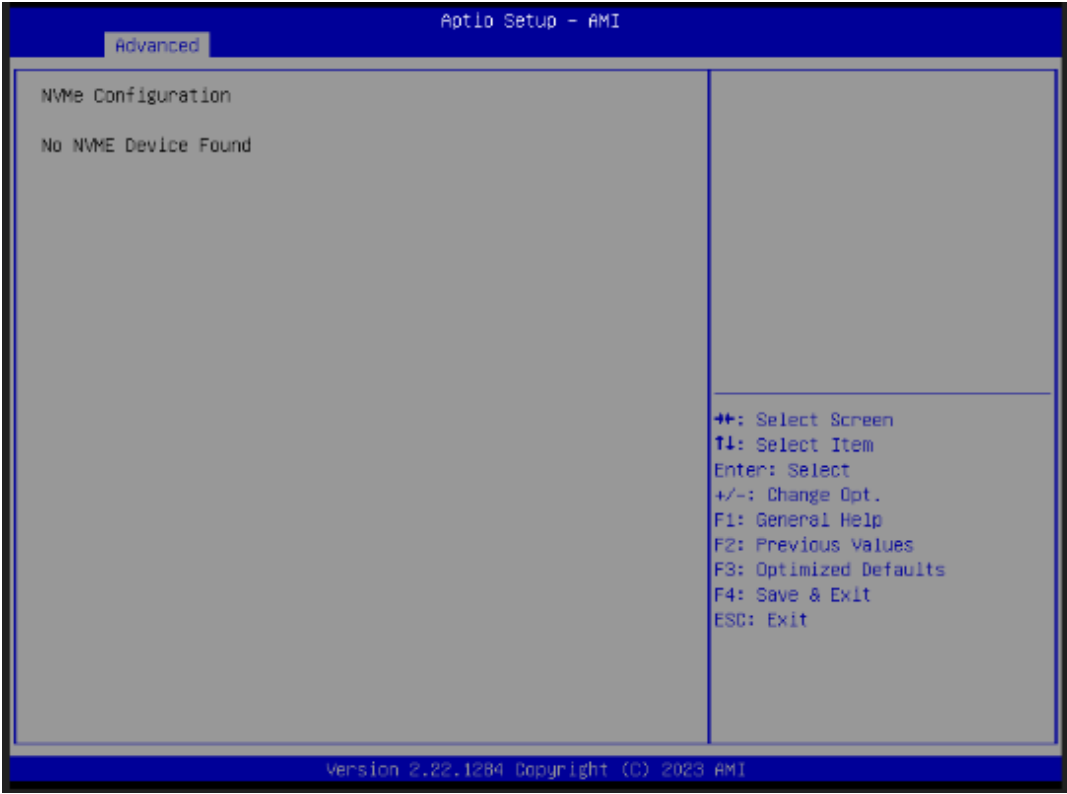 Aptio Setup - AMI
Advanced
NVMe Configuration
No NVME Device Found
→←: Select Screen
↑↓: Select Item
Enter: Select
+/-: Change Opt.
F1: General Help
F2: Previous Values
F3: Optimized Defaults
F4: Save & Exit
ESC: Exit
Version 2.22.1284 Copyright (C) 2023 AMI